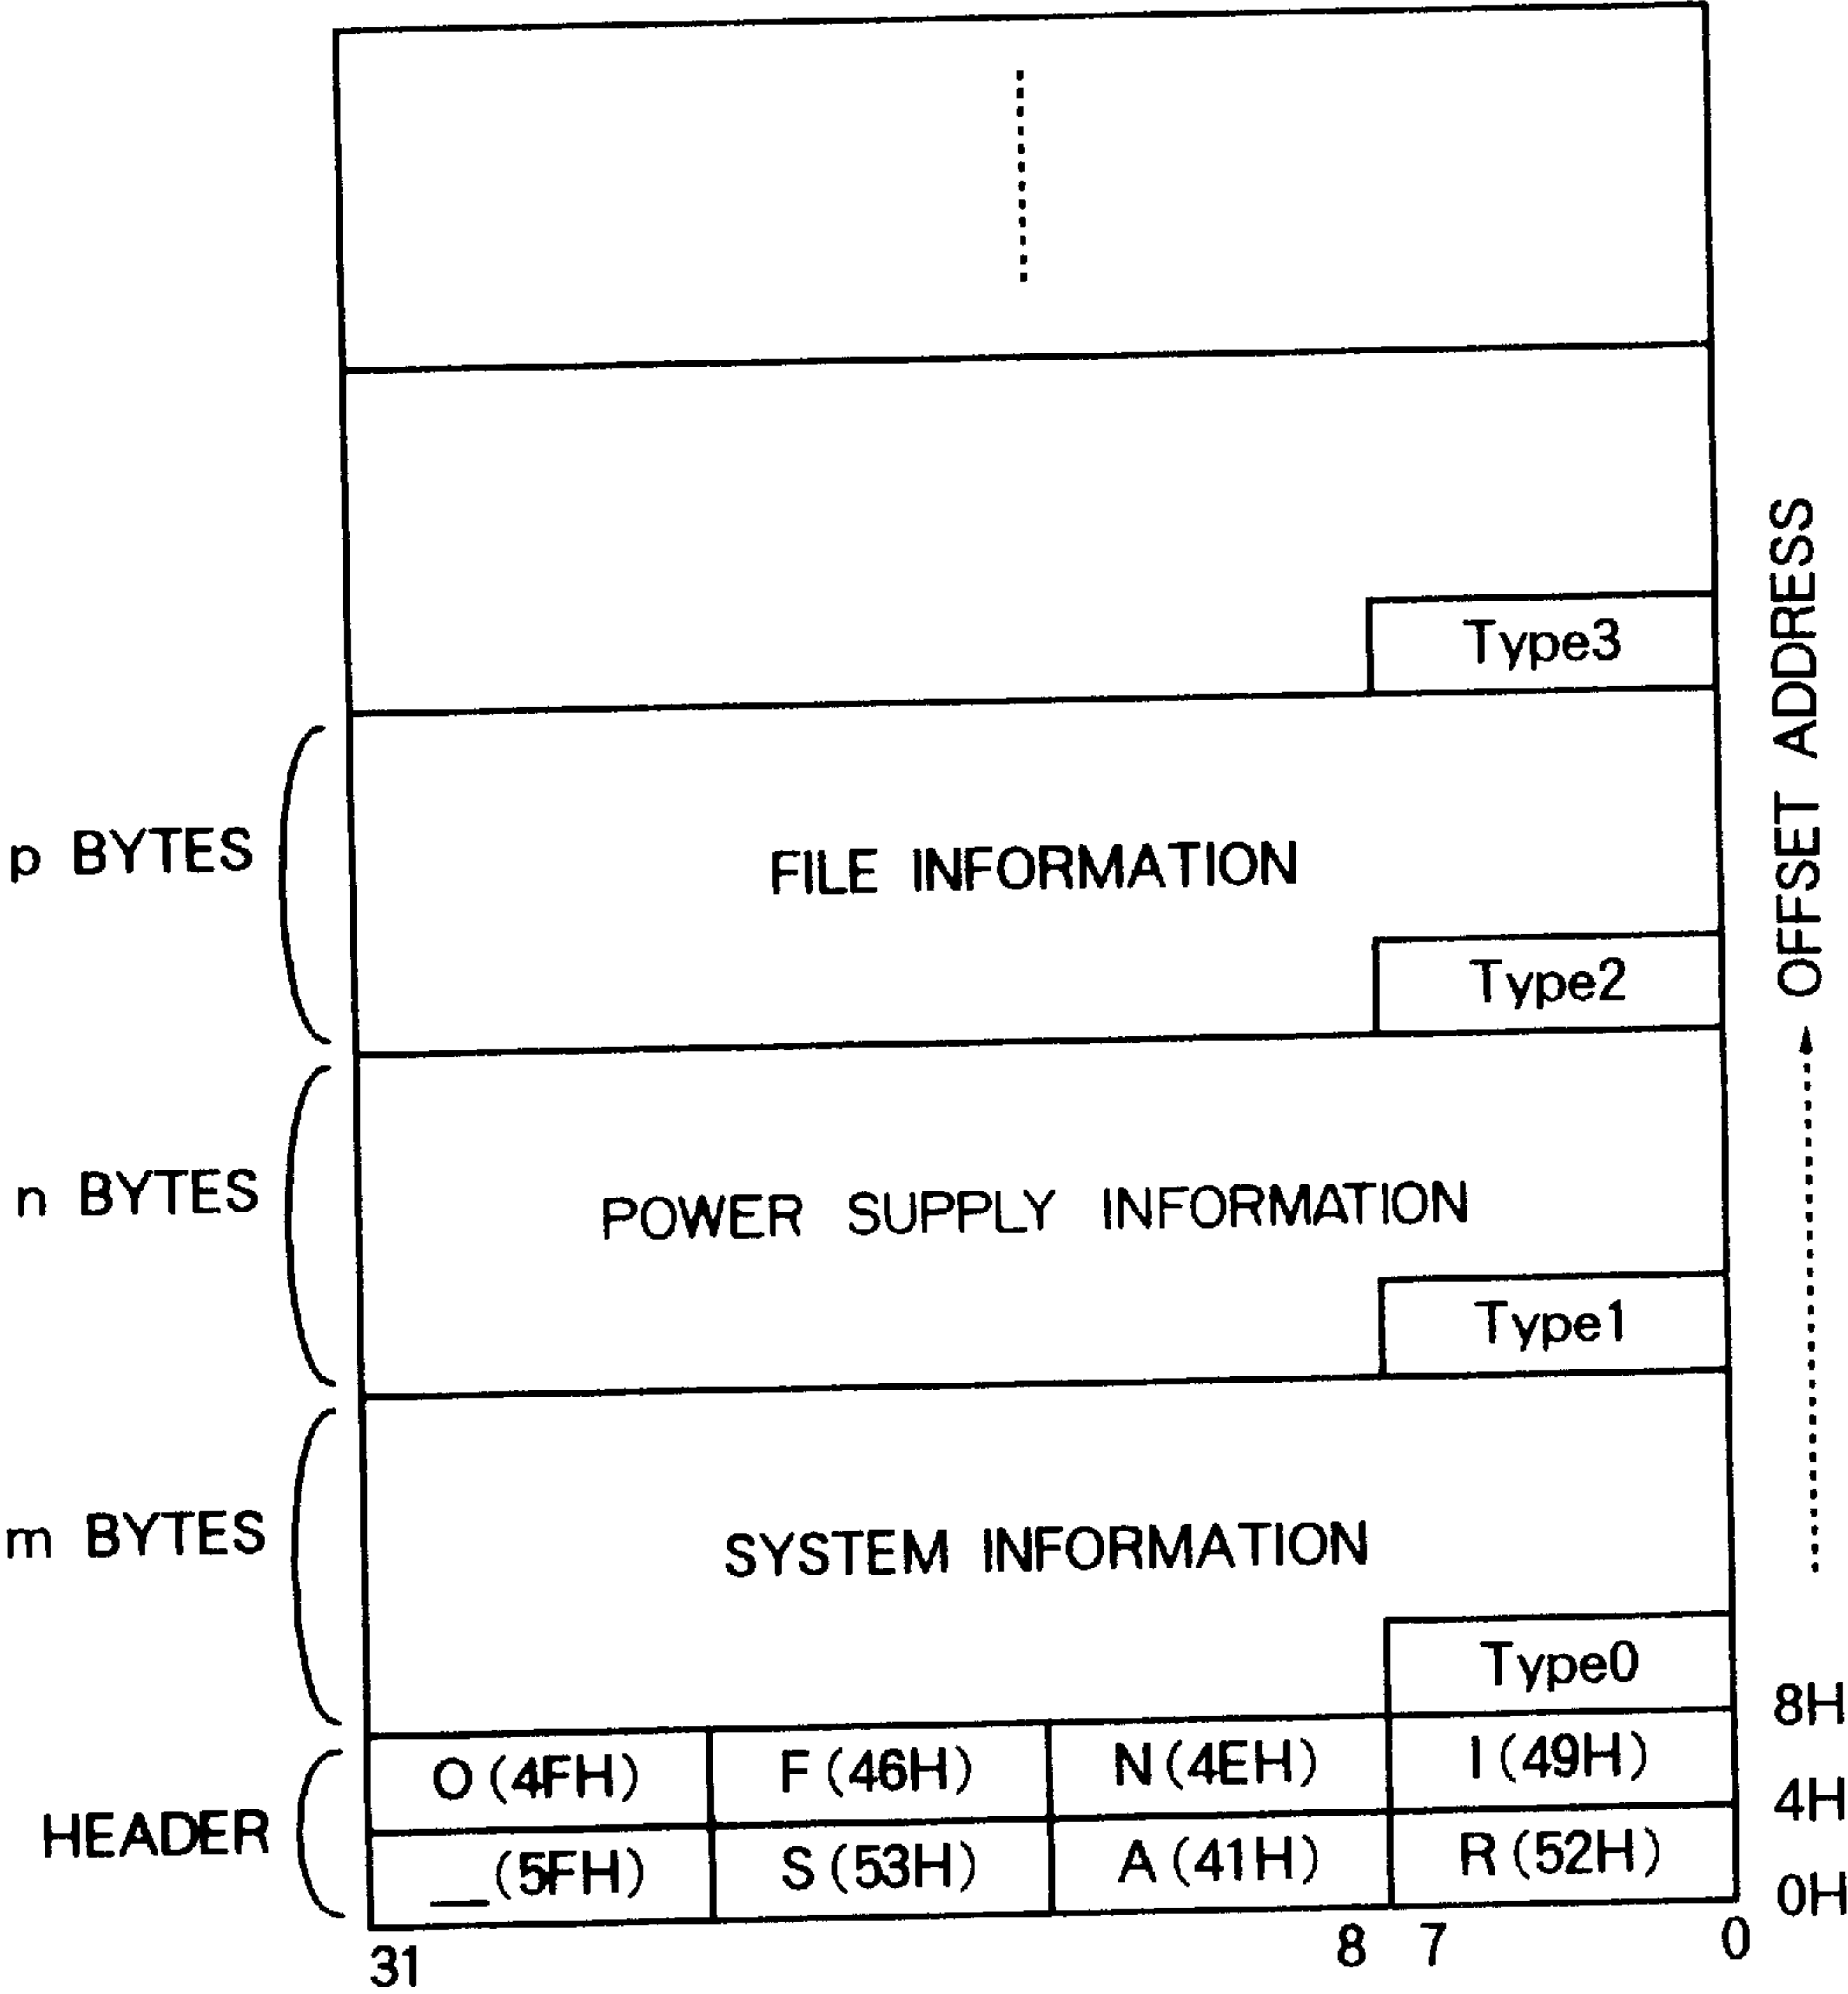 Type3
OFFSET ADDRESS
p BYTES
FILE INFORMATION
Type2
n BYTES
POWER SUPPLY INFORMATION
Type1
m BYTES
SYSTEM INFORMATION
Type0
8H
O (4FH) F (46H) N (4EH) I (49H)
4H
HEADER
_ (5FH) S (53H) A (41H) R (52H)
0H
31 8 7 0